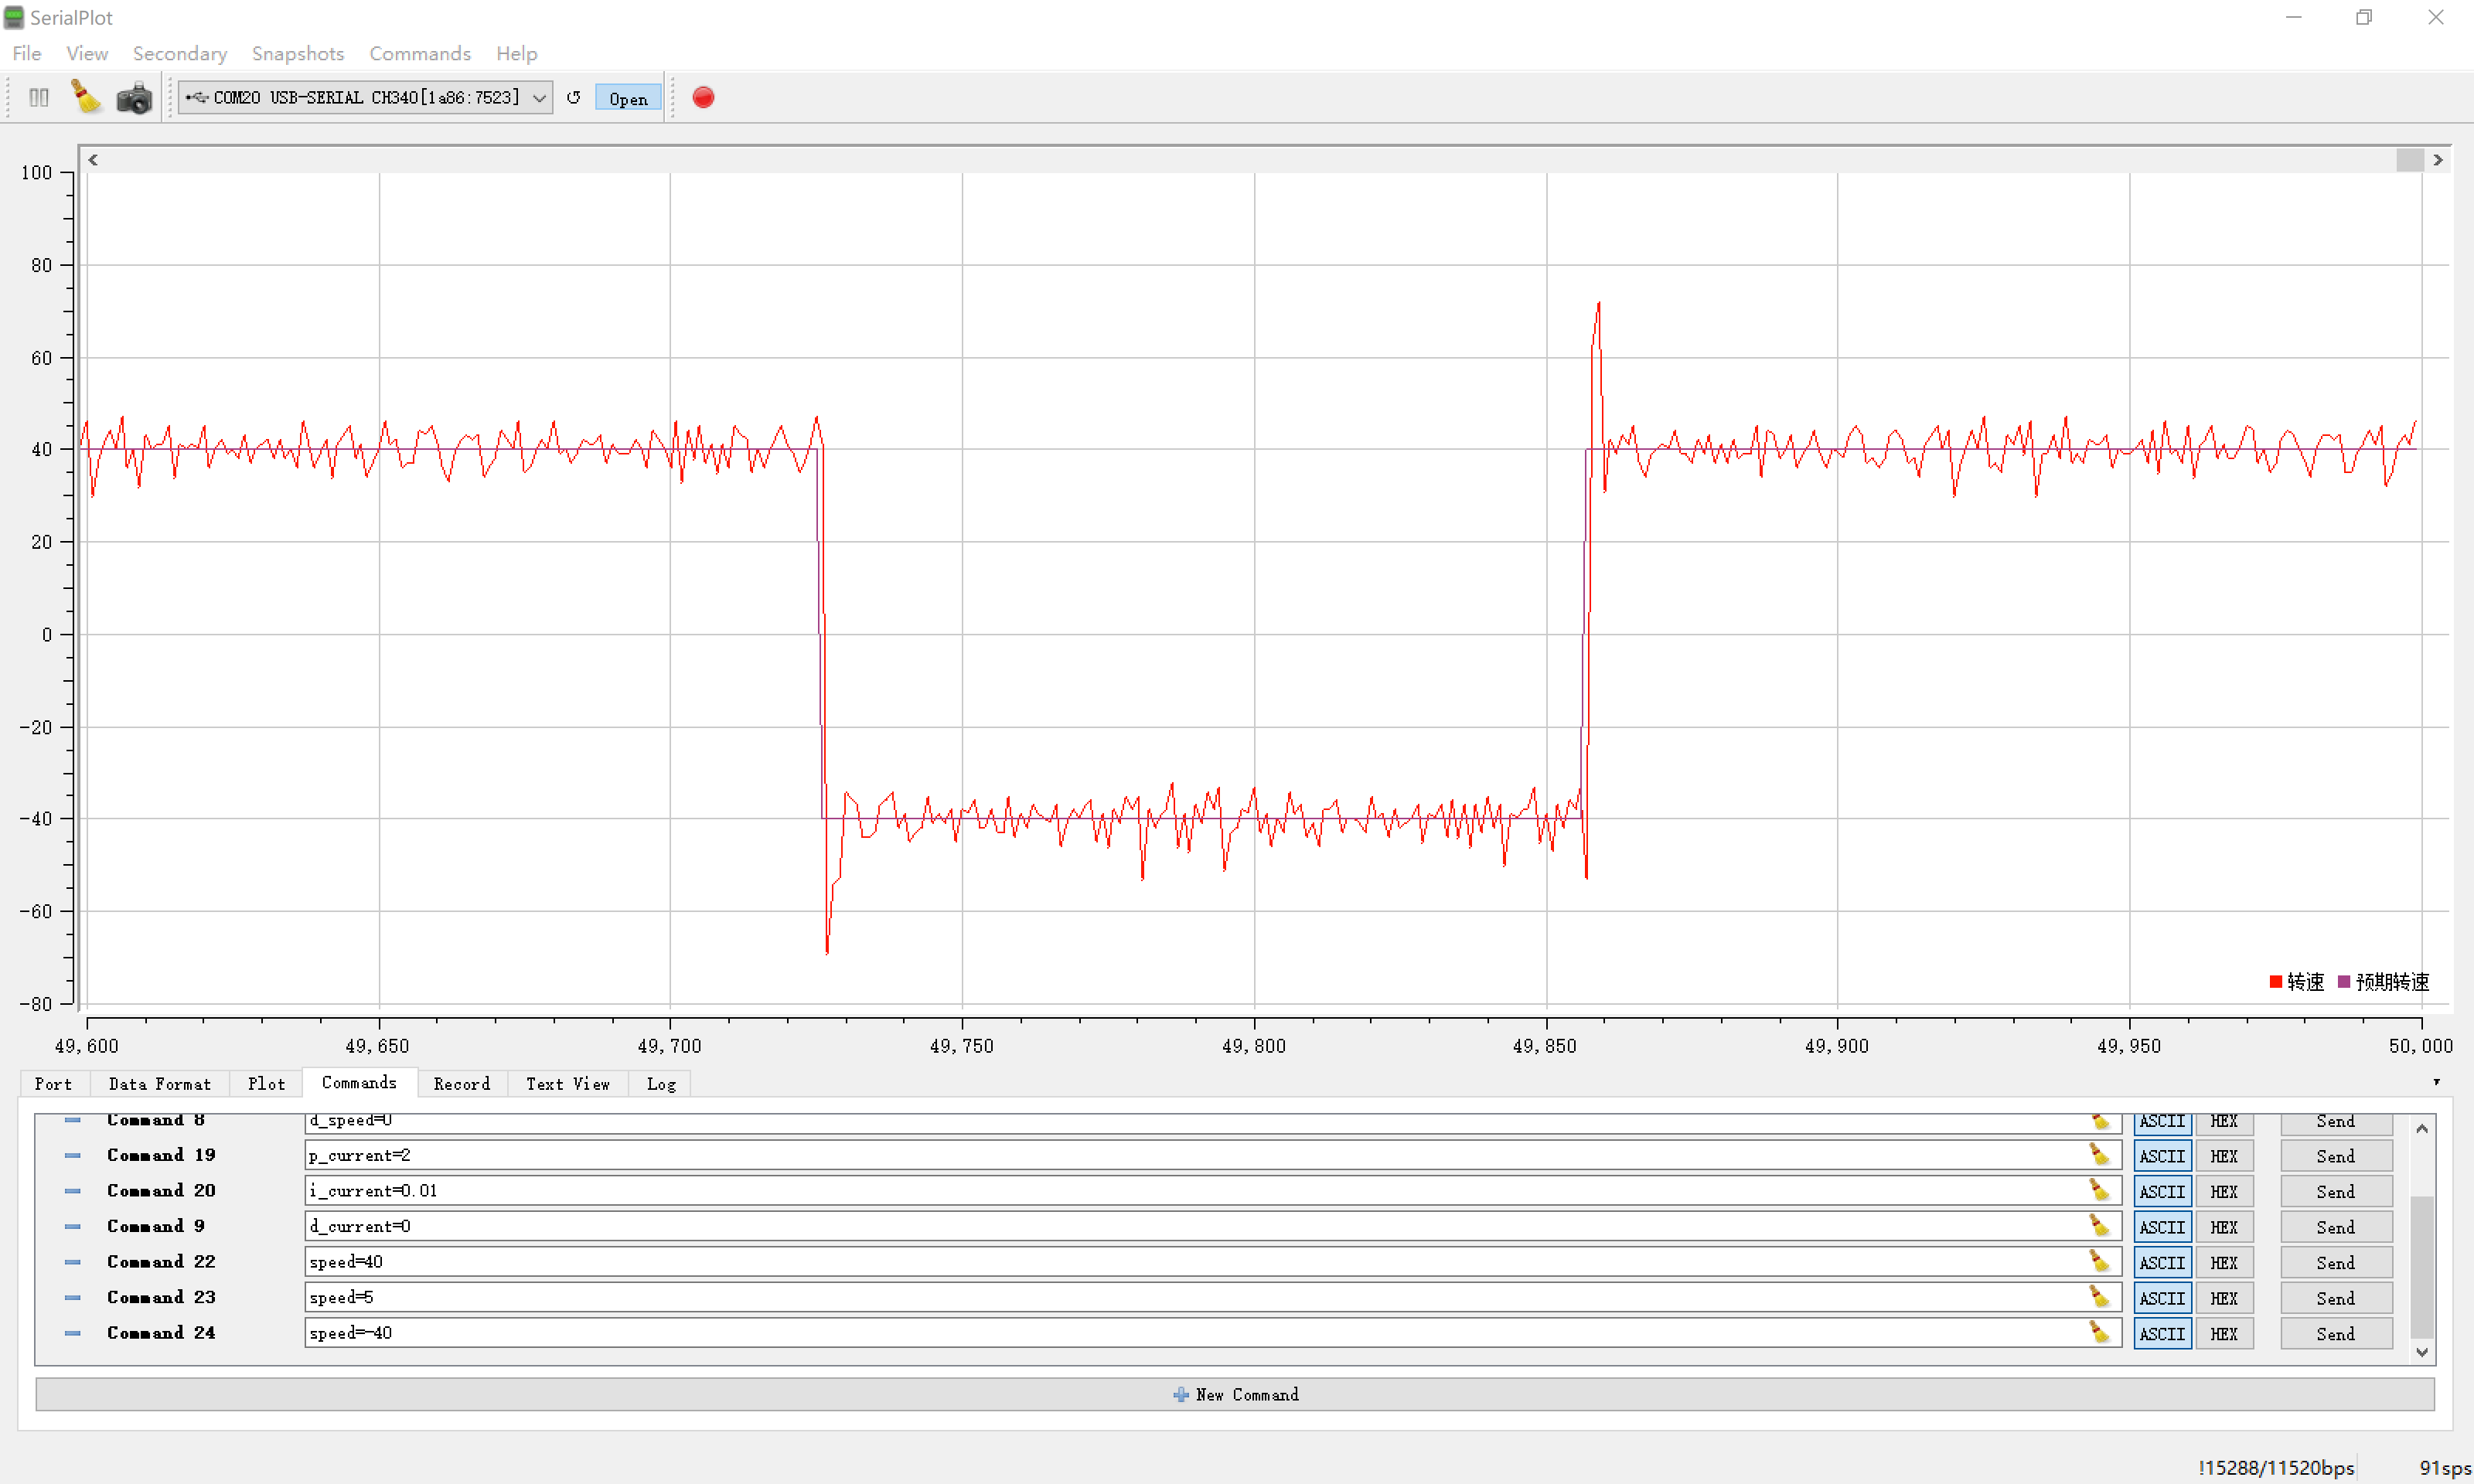 SerialPlot
File View Secondary Snapshots Commands Help
COM20 USB-SERIAL CH340[1a86:7523] Open
100
80
60
40
20
0
-20
-40
-60
-80
转速 预期转速
49,600 49,650 49,700 49,750 49,800 49,850 49,900 49,950 50,000
Port Data Format Plot Commands Record Text View Log
Command 8 d_speed=0 ASCII HEX Send
Command 19 p_current=2 ASCII HEX Send
Command 20 i_current=0.01 ASCII HEX Send
Command 9 d_current=0 ASCII HEX Send
Command 22 speed=40 ASCII HEX Send
Command 23 speed=5 ASCII HEX Send
Command 24 speed=-40 ASCII HEX Send
New Command
!15288/11520bps 91sps